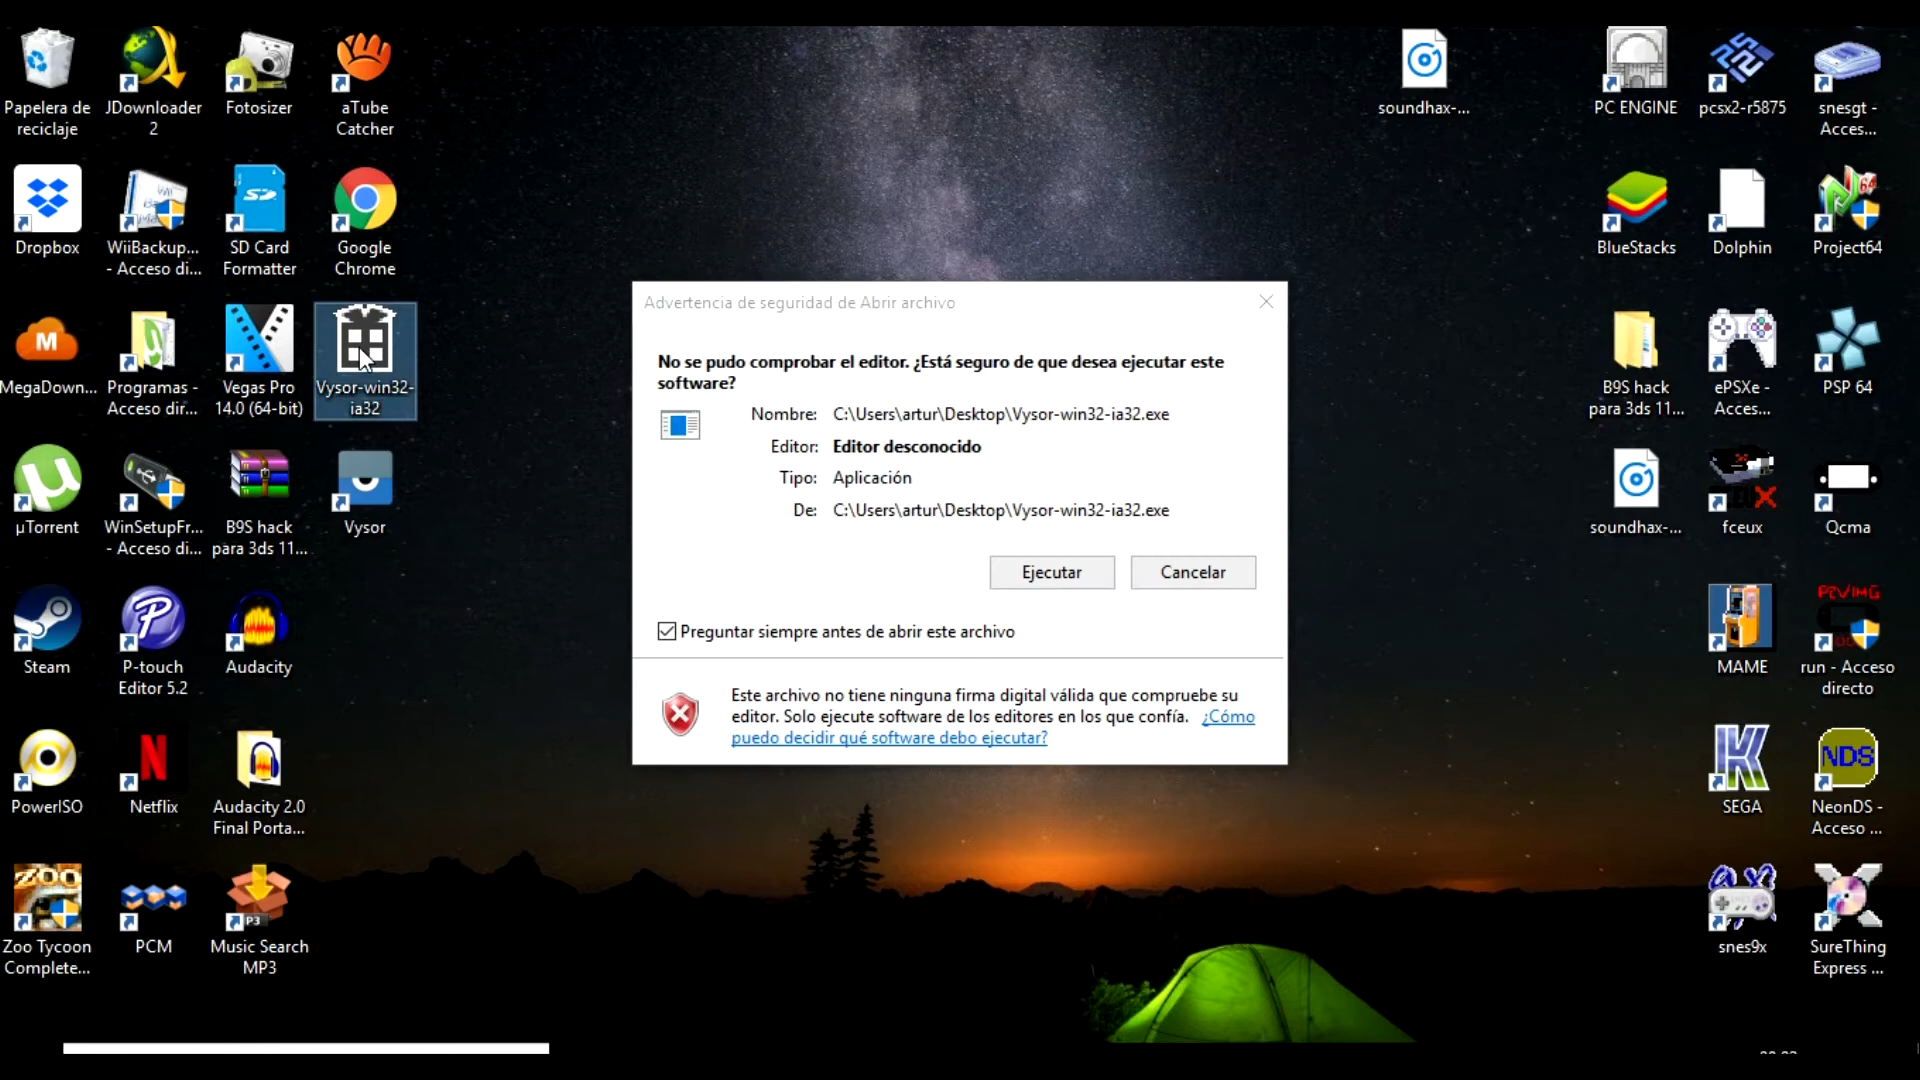 Papelera de
reciclaje
JDownloader
2
Fotosizer
aTube
Catcher
soundhax-...
PC ENGINE
pcsx2-r5875
snesgt -
Acces...
Dropbox
WiiBackup...
- Acceso di...
SD Card
Formatter
Google
Chrome
BlueStacks
Dolphin
Project64
MegaDown...
Programas -
Acceso dir...
Vegas Pro
14.0 (64-bit)
Vysor-win32-
ia32
B9S hack
para 3ds 11...
ePSXe -
Acces...
PSP 64
µTorrent
WinSetupFr...
- Acceso di...
B9S hack
para 3ds 11...
Vysor
soundhax-...
fceux
Qcma
Steam
P-touch
Editor 5.2
Audacity
MAME
run - Acceso
directo
PowerISO
Netflix
Audacity 2.0
Final Porta...
SEGA
NDS
NeonDS -
Acceso ...
ZOO
Zoo Tycoon
Complete...
PCM
P3
Music Search
MP3
snes9x
SureThing
Express ...
Advertencia de seguridad de Abrir archivo
No se pudo comprobar el editor. ¿Está seguro de que desea ejecutar este
software?
Nombre: C:\Users\artur\Desktop\Vysor-win32-ia32.exe
Editor: Editor desconocido
Tipo: Aplicación
De: C:\Users\artur\Desktop\Vysor-win32-ia32.exe
Ejecutar
Cancelar
Preguntar siempre antes de abrir este archivo
Este archivo no tiene ninguna firma digital válida que compruebe su
editor. Solo ejecute software de los editores en los que confía. ¿Cómo
puedo decidir qué software debo ejecutar?